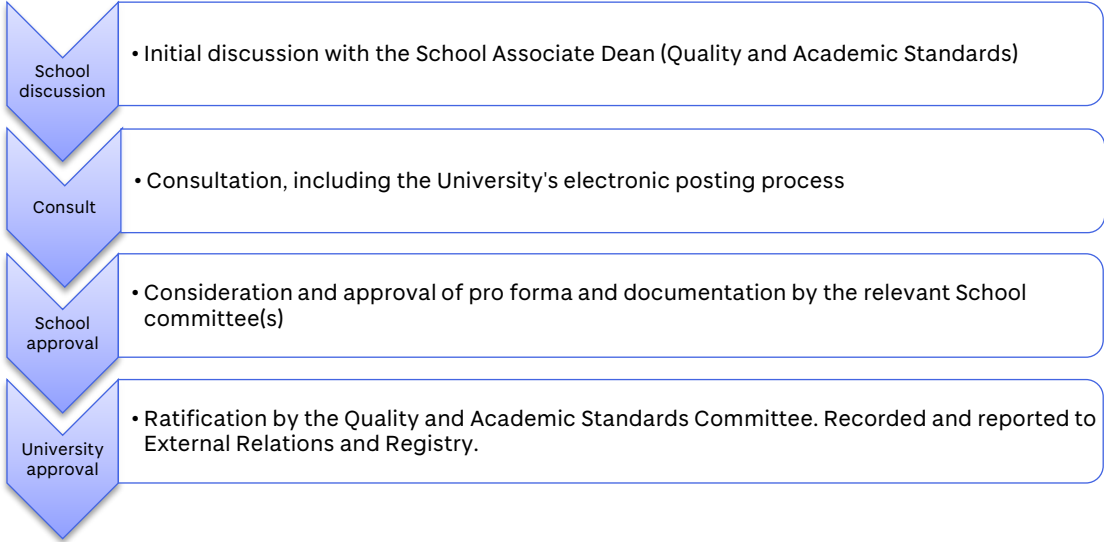 School
discussion
• Initial discussion with the School Associate Dean (Quality and Academic Standards)
Consult
• Consultation, including the University's electronic posting process
School
approval
• Consideration and approval of pro forma and documentation by the relevant School
committee(s)
University
approval
• Ratification by the Quality and Academic Standards Committee. Recorded and reported to
External Relations and Registry.